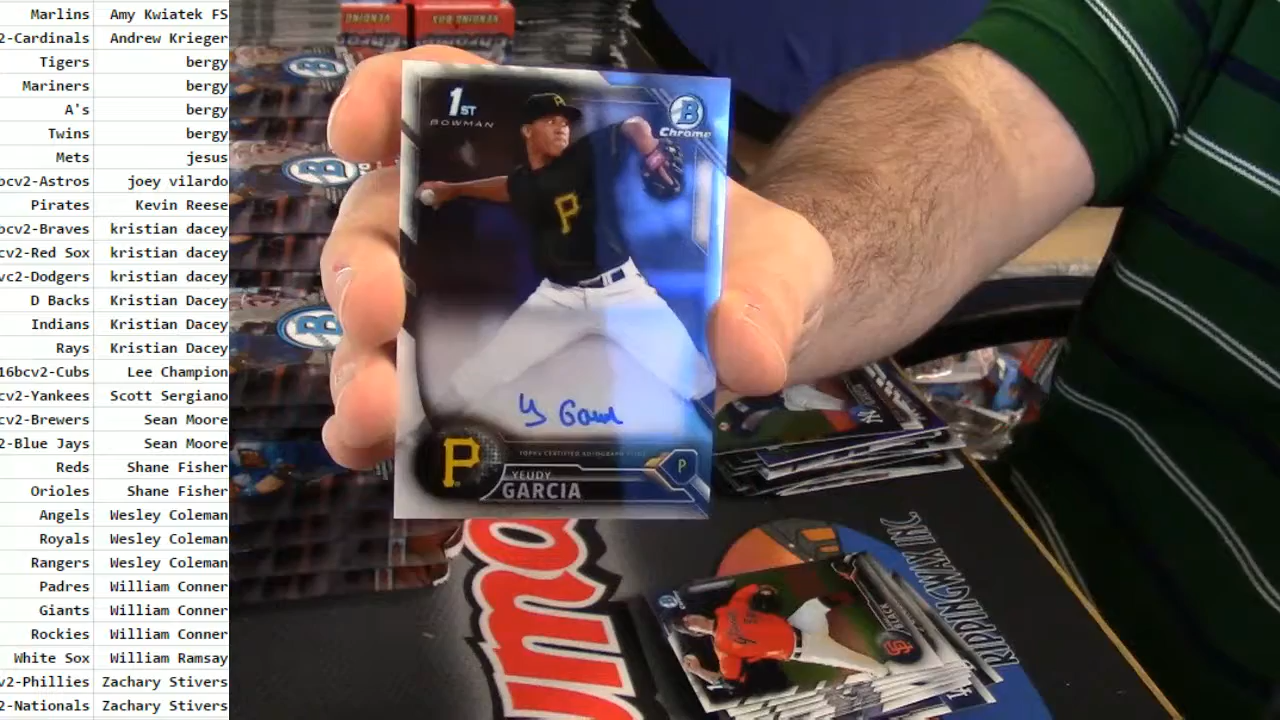 Marlins Amy Kwiatek FS
2-Cardinals Andrew Krieger
Tigers bergy
Mariners bergy
A's bergy
Twins bergy
Mets jesus
bcv2-Astros joey vilardo
Pirates Kevin Reese
bcv2-Braves kristian dacey
cv2-Red Sox kristian dacey
vc2-Dodgers kristian dacey
D Backs Kristian Dacey
Indians Kristian Dacey
Rays Kristian Dacey
16bcv2-Cubs Lee Champion
cv2-Yankees Scott Sergiano
cv2-Brewers Sean Moore
2-Blue Jays Sean Moore
Reds Shane Fisher
Orioles Shane Fisher
Angels Wesley Coleman
Royals Wesley Coleman
Rangers Wesley Coleman
Padres William Conner
Giants William Conner
Rockies William Conner
White Sox William Ramsay
v2-Phillies Zachary Stivers
2-Nationals Zachary Stivers
1ST
BOWMAN
B
Chrome
P
P
YEUDY
GARCIA
P
RIPPINGWAX INC.